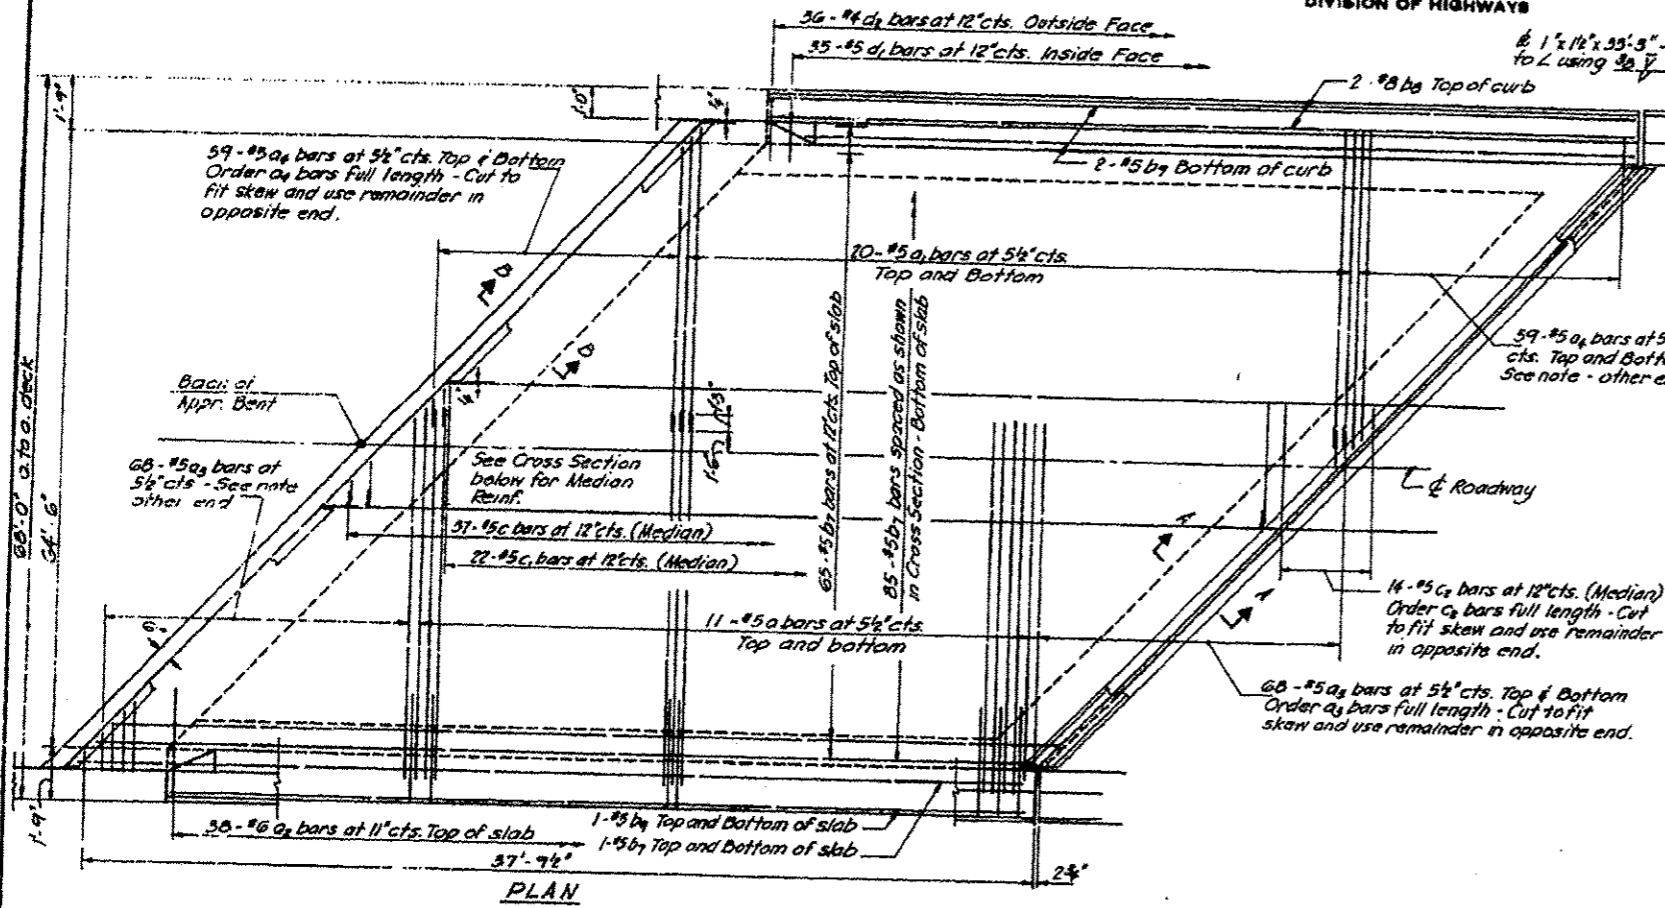 DIVISION OF HIGHWAYS
36-#4 d2 bars at 12"cts. Outside Face
35-#5 d1 bars at 12"cts. Inside Face
to ∠ using
2-#8 b8 Top of curb
1'-9"
1'-0"
59-#5 a4 bars at 5½"cts. Top & Bottom
Order a4 bars full length - Cut to
fit skew and use remainder in
opposite end.
2-#5 b9 Bottom of curb
20-#5 a1 bars at 5½"cts.
Top and Bottom
B
B
59-#5 a4 bars at 5
cts. Top and Bott
See note - other e
65-#5 b7 bars at 12"cts. Top of slab
85-#5 b7 bars spaced as shown
in Cross Section - Bottom of slab
Back of
Appr. Bent
68'-0" o. to o. deck
64'-6"
68-#5 a3 bars at
5½"cts - See note
other end
See Cross Section
below for Median
Reinf.
℄ Roadway
37-#5 c bars at 12"cts. (Median)
22-#5 c1 bars at 12"cts. (Median)
A
A
14-#5 c2 bars at 12"cts. (Median)
Order c2 bars full length - Cut
to fit skew and use remainder
in opposite end.
11-#5 a bars at 5½"cts.
Top and bottom
68-#5 a3 bars at 5½"cts. Top & Bottom
Order a3 bars full length - Cut to fit
skew and use remainder in opposite end.
1'-9"
38-#6 a2 bars at 11"cts. Top of slab
1-#5 b9 Top and Bottom of slab
1-#5 b7 Top and Bottom of slab
37'-9½"
PLAN